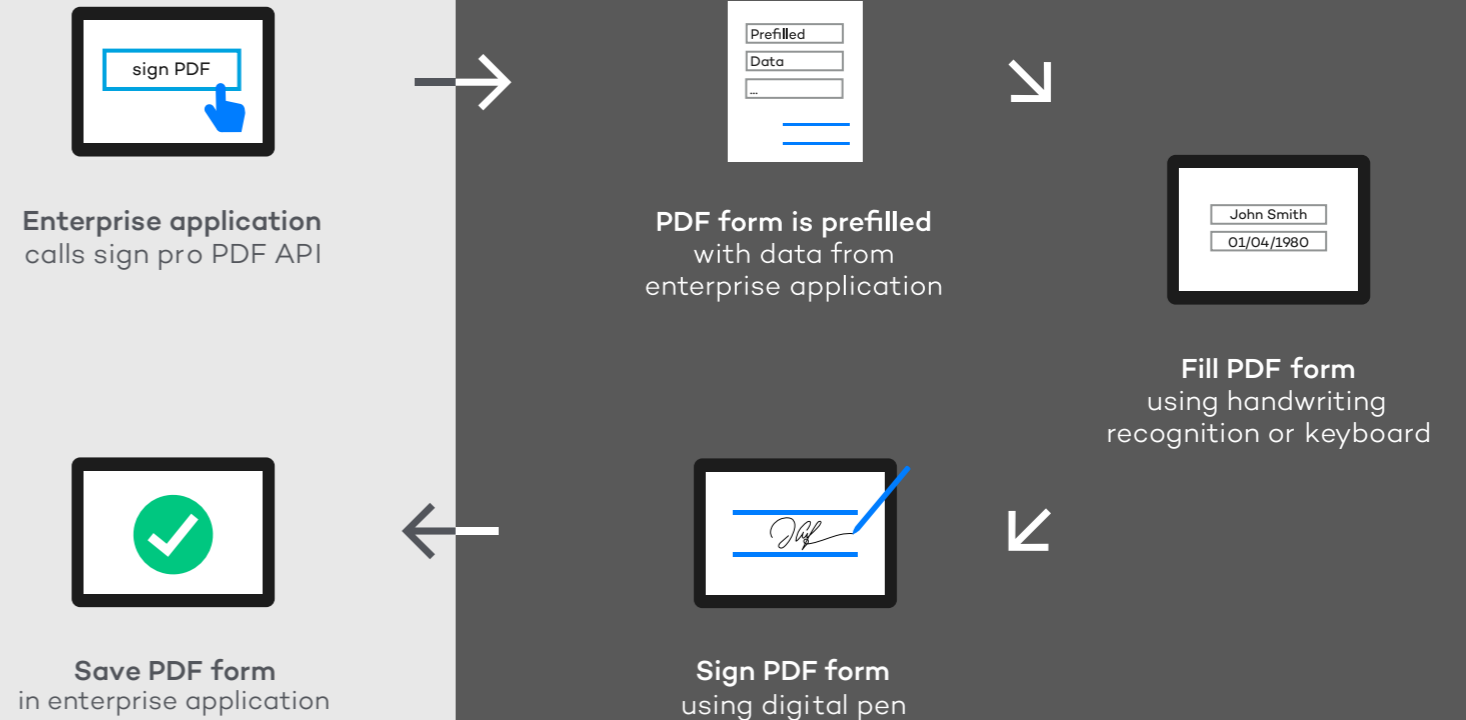 sign PDF
Enterprise application
calls sign pro PDF API
Prefilled
Data
...
PDF form is prefilled
with data from
enterprise application
John Smith
01/04/1980
Fill PDF form
using handwriting
recognition or keyboard
Sign PDF form
using digital pen
Save PDF form
in enterprise application